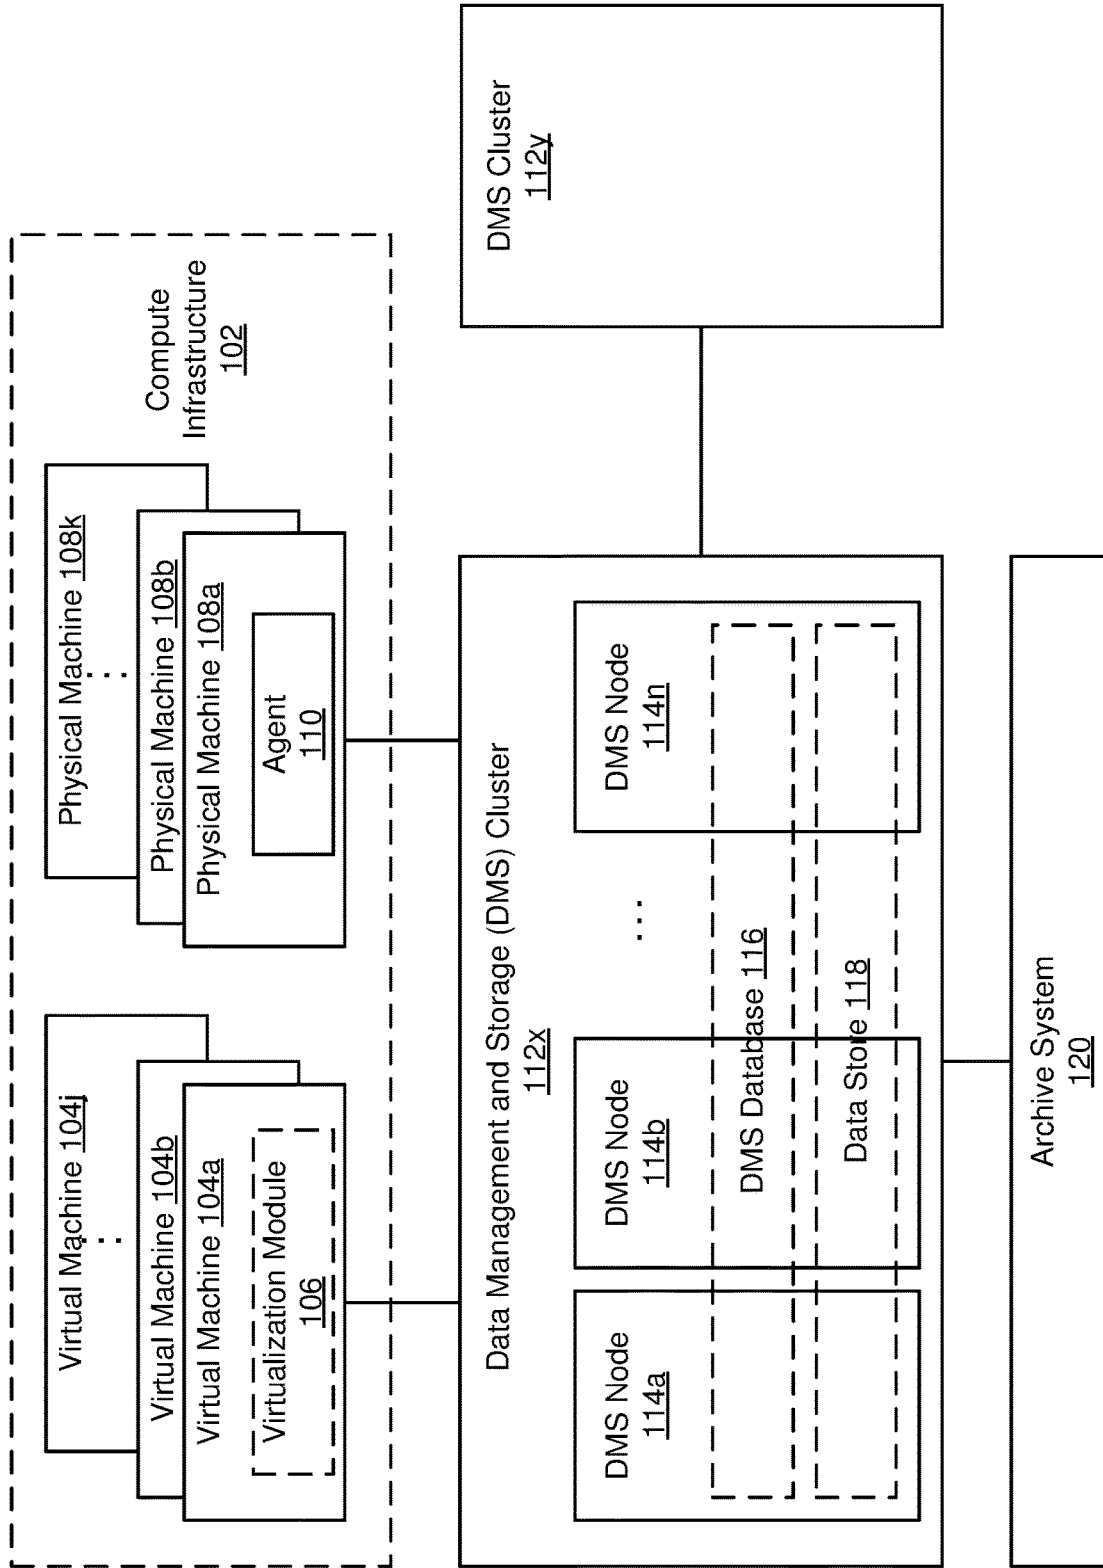 Virtual Machine 104j
...
Virtual Machine 104b
Virtual Machine 104a
Virtualization Module
106
Physical Machine 108k
...
Physical Machine 108b
Physical Machine 108a
Agent
110
Compute
Infrastructure
102
Data Management and Storage (DMS) Cluster
112x
DMS Node
114a
DMS Node
114b
...
DMS Node
114n
DMS Database 116
Data Store 118
DMS Cluster
112y
Archive System
120